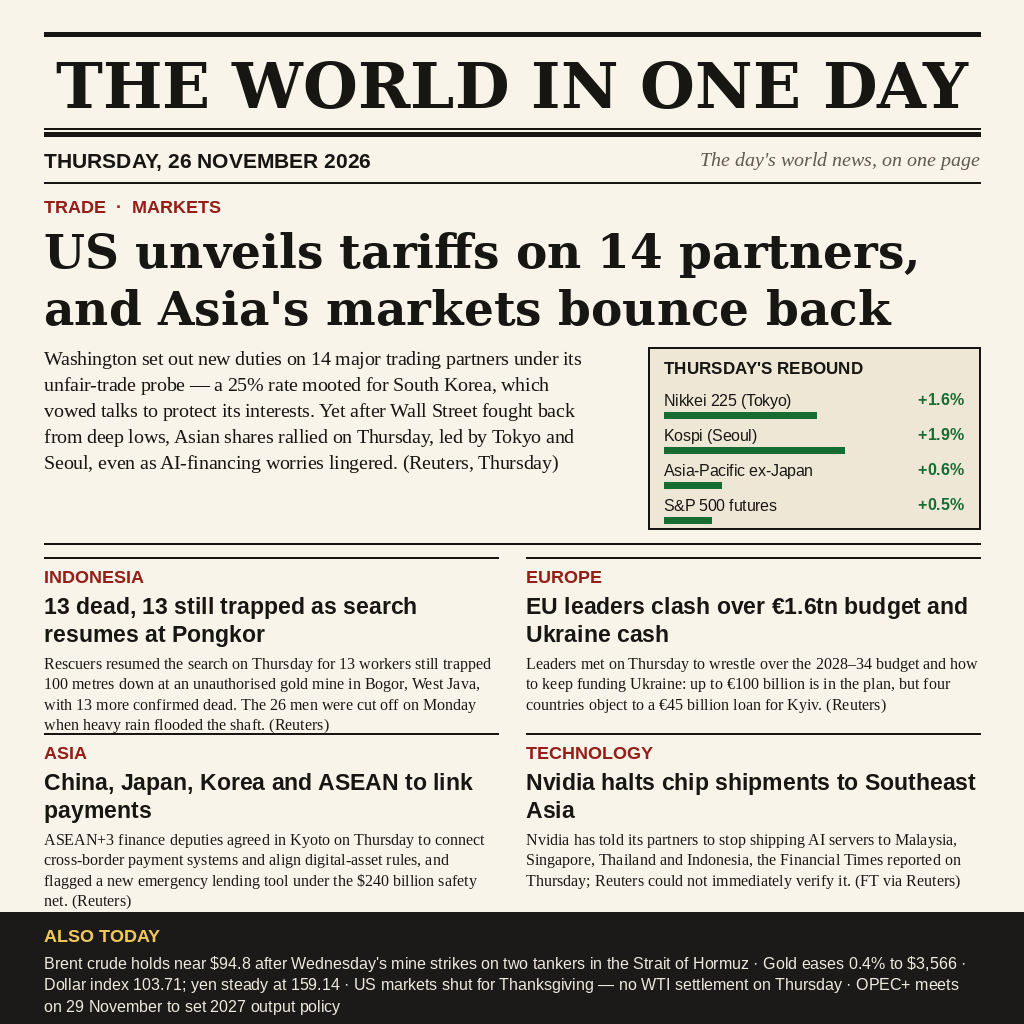 THE WORLD IN ONE DAY
THURSDAY, 26 NOVEMBER 2026
The day's world news, on one page
TRADE · MARKETS
US unveils tariffs on 14 partners,
and Asia's markets bounce back
Washington set out new duties on 14 major trading partners under its
unfair-trade probe — a 25% rate mooted for South Korea, which
vowed talks to protect its interests. Yet after Wall Street fought back
from deep lows, Asian shares rallied on Thursday, led by Tokyo and
Seoul, even as AI-financing worries lingered. (Reuters, Thursday)
THURSDAY'S REBOUND
Nikkei 225 (Tokyo) +1.6%
Kospi (Seoul) +1.9%
Asia-Pacific ex-Japan +0.6%
S&P 500 futures +0.5%
INDONESIA
13 dead, 13 still trapped as search
resumes at Pongkor
Rescuers resumed the search on Thursday for 13 workers still trapped
100 metres down at an unauthorised gold mine in Bogor, West Java,
with 13 more confirmed dead. The 26 men were cut off on Monday
when heavy rain flooded the shaft. (Reuters)
EUROPE
EU leaders clash over €1.6tn budget and
Ukraine cash
Leaders met on Thursday to wrestle over the 2028–34 budget and how
to keep funding Ukraine: up to €100 billion is in the plan, but four
countries object to a €45 billion loan for Kyiv. (Reuters)
ASIA
China, Japan, Korea and ASEAN to link
payments
ASEAN+3 finance deputies agreed in Kyoto on Thursday to connect
cross-border payment systems and align digital-asset rules, and
flagged a new emergency lending tool under the $240 billion safety
net. (Reuters)
TECHNOLOGY
Nvidia halts chip shipments to Southeast
Asia
Nvidia has told its partners to stop shipping AI servers to Malaysia,
Singapore, Thailand and Indonesia, the Financial Times reported on
Thursday; Reuters could not immediately verify it. (FT via Reuters)
ALSO TODAY
Brent crude holds near $94.8 after Wednesday's mine strikes on two tankers in the Strait of Hormuz · Gold eases 0.4% to $3,566 ·
Dollar index 103.71; yen steady at 159.14 · US markets shut for Thanksgiving — no WTI settlement on Thursday · OPEC+ meets
on 29 November to set 2027 output policy